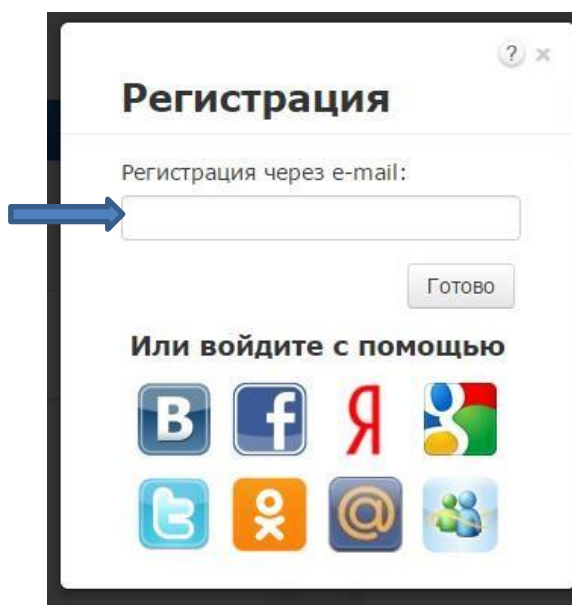 ?
Регистрация
Регистрация через e-mail:
Готово
Или войдите с помощью
В f Я g
t @